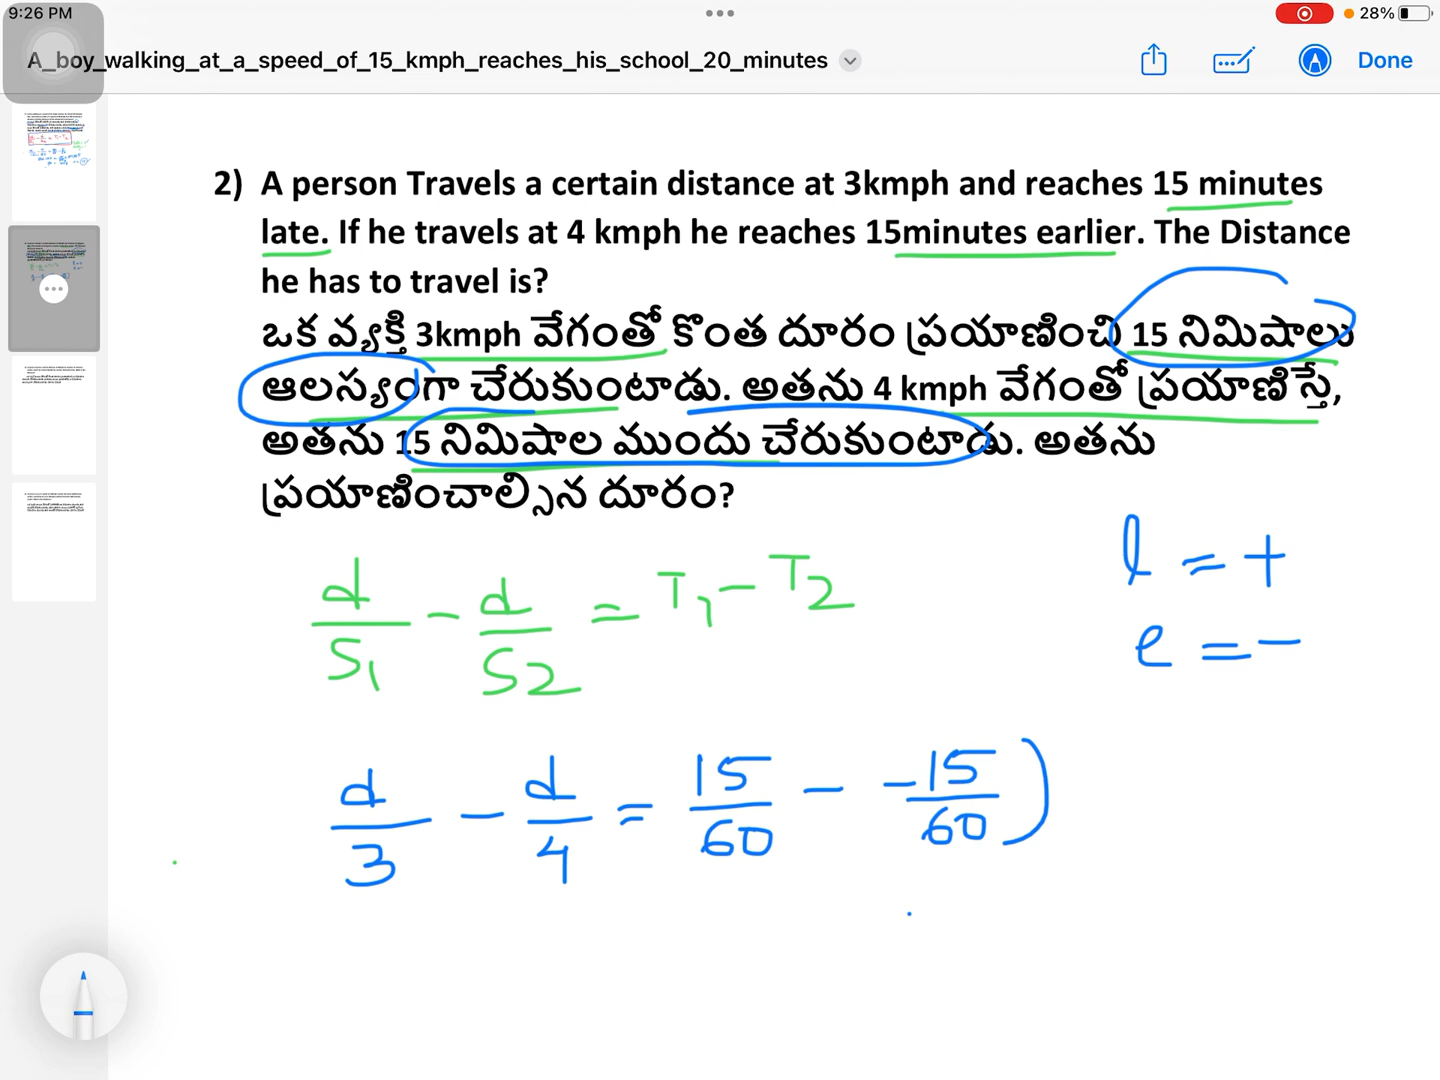 9:26 PM
28%
A_boy_walking_at_a_speed_of_15_kmph_reaches_his_school_20_minutes
Done
2) A person Travels a certain distance at 3kmph and reaches 15 minutes
late. If he travels at 4 kmph he reaches 15minutes earlier. The Distance
he has to travel is?
ఒక వ్యక్తి 3kmph వేగంతో కొంత దూరం ప్రయాణించి 15 నిమిషాలు
ఆలస్యంగా చేరుకుంటాడు. అతను 4 kmph వేగంతో ప్రయాణిస్తే,
అతను 15 నిమిషాల ముందు చేరుకుంటాడు. అతను
ప్రయాణించాల్సిన దూరం?
l = +
d/S1 - d/S2 = T1 - T2
e = -
d/3 - d/4 = 15/60 - -15/60)